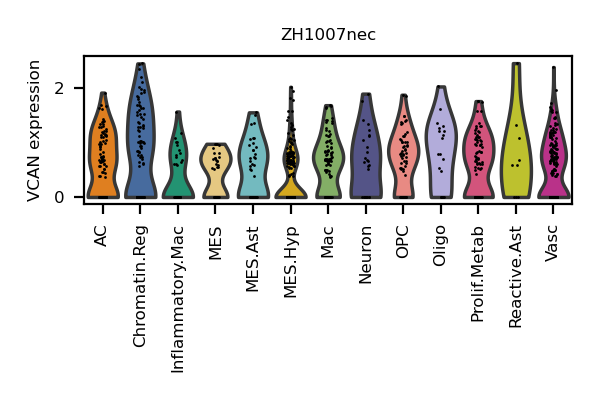 ZH1007nec
VCAN expression
2
0
AC
Chromatin.Reg
Inflammatory.Mac
MES
MES.Ast
MES.Hyp
Mac
Neuron
OPC
Oligo
Prolif.Metab
Reactive.Ast
Vasc